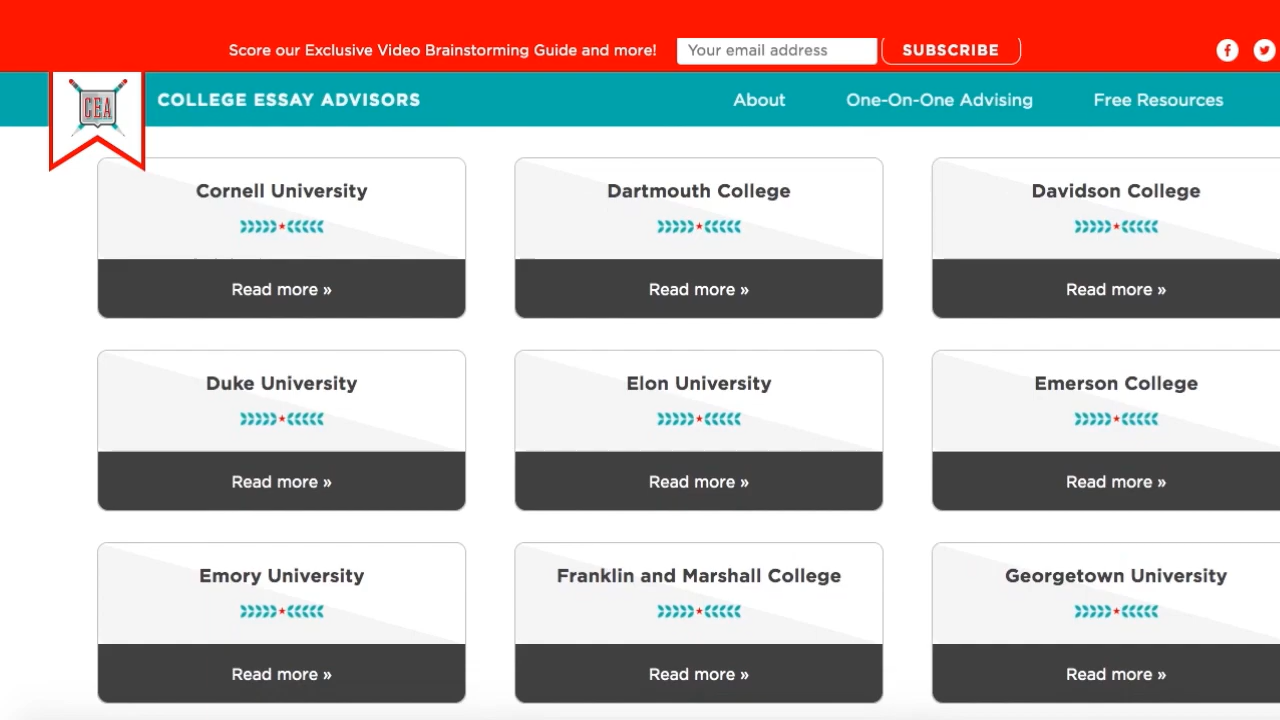 Score our Exclusive Video Brainstorming Guide and more! Your email address SUBSCRIBE
CEA
COLLEGE ESSAY ADVISORS About One-On-One Advising Free Resources
Cornell University Dartmouth College Davidson College
Read more » Read more » Read more »
Duke University Elon University Emerson College
Read more » Read more » Read more »
Emory University Franklin and Marshall College Georgetown University
Read more » Read more » Read more »